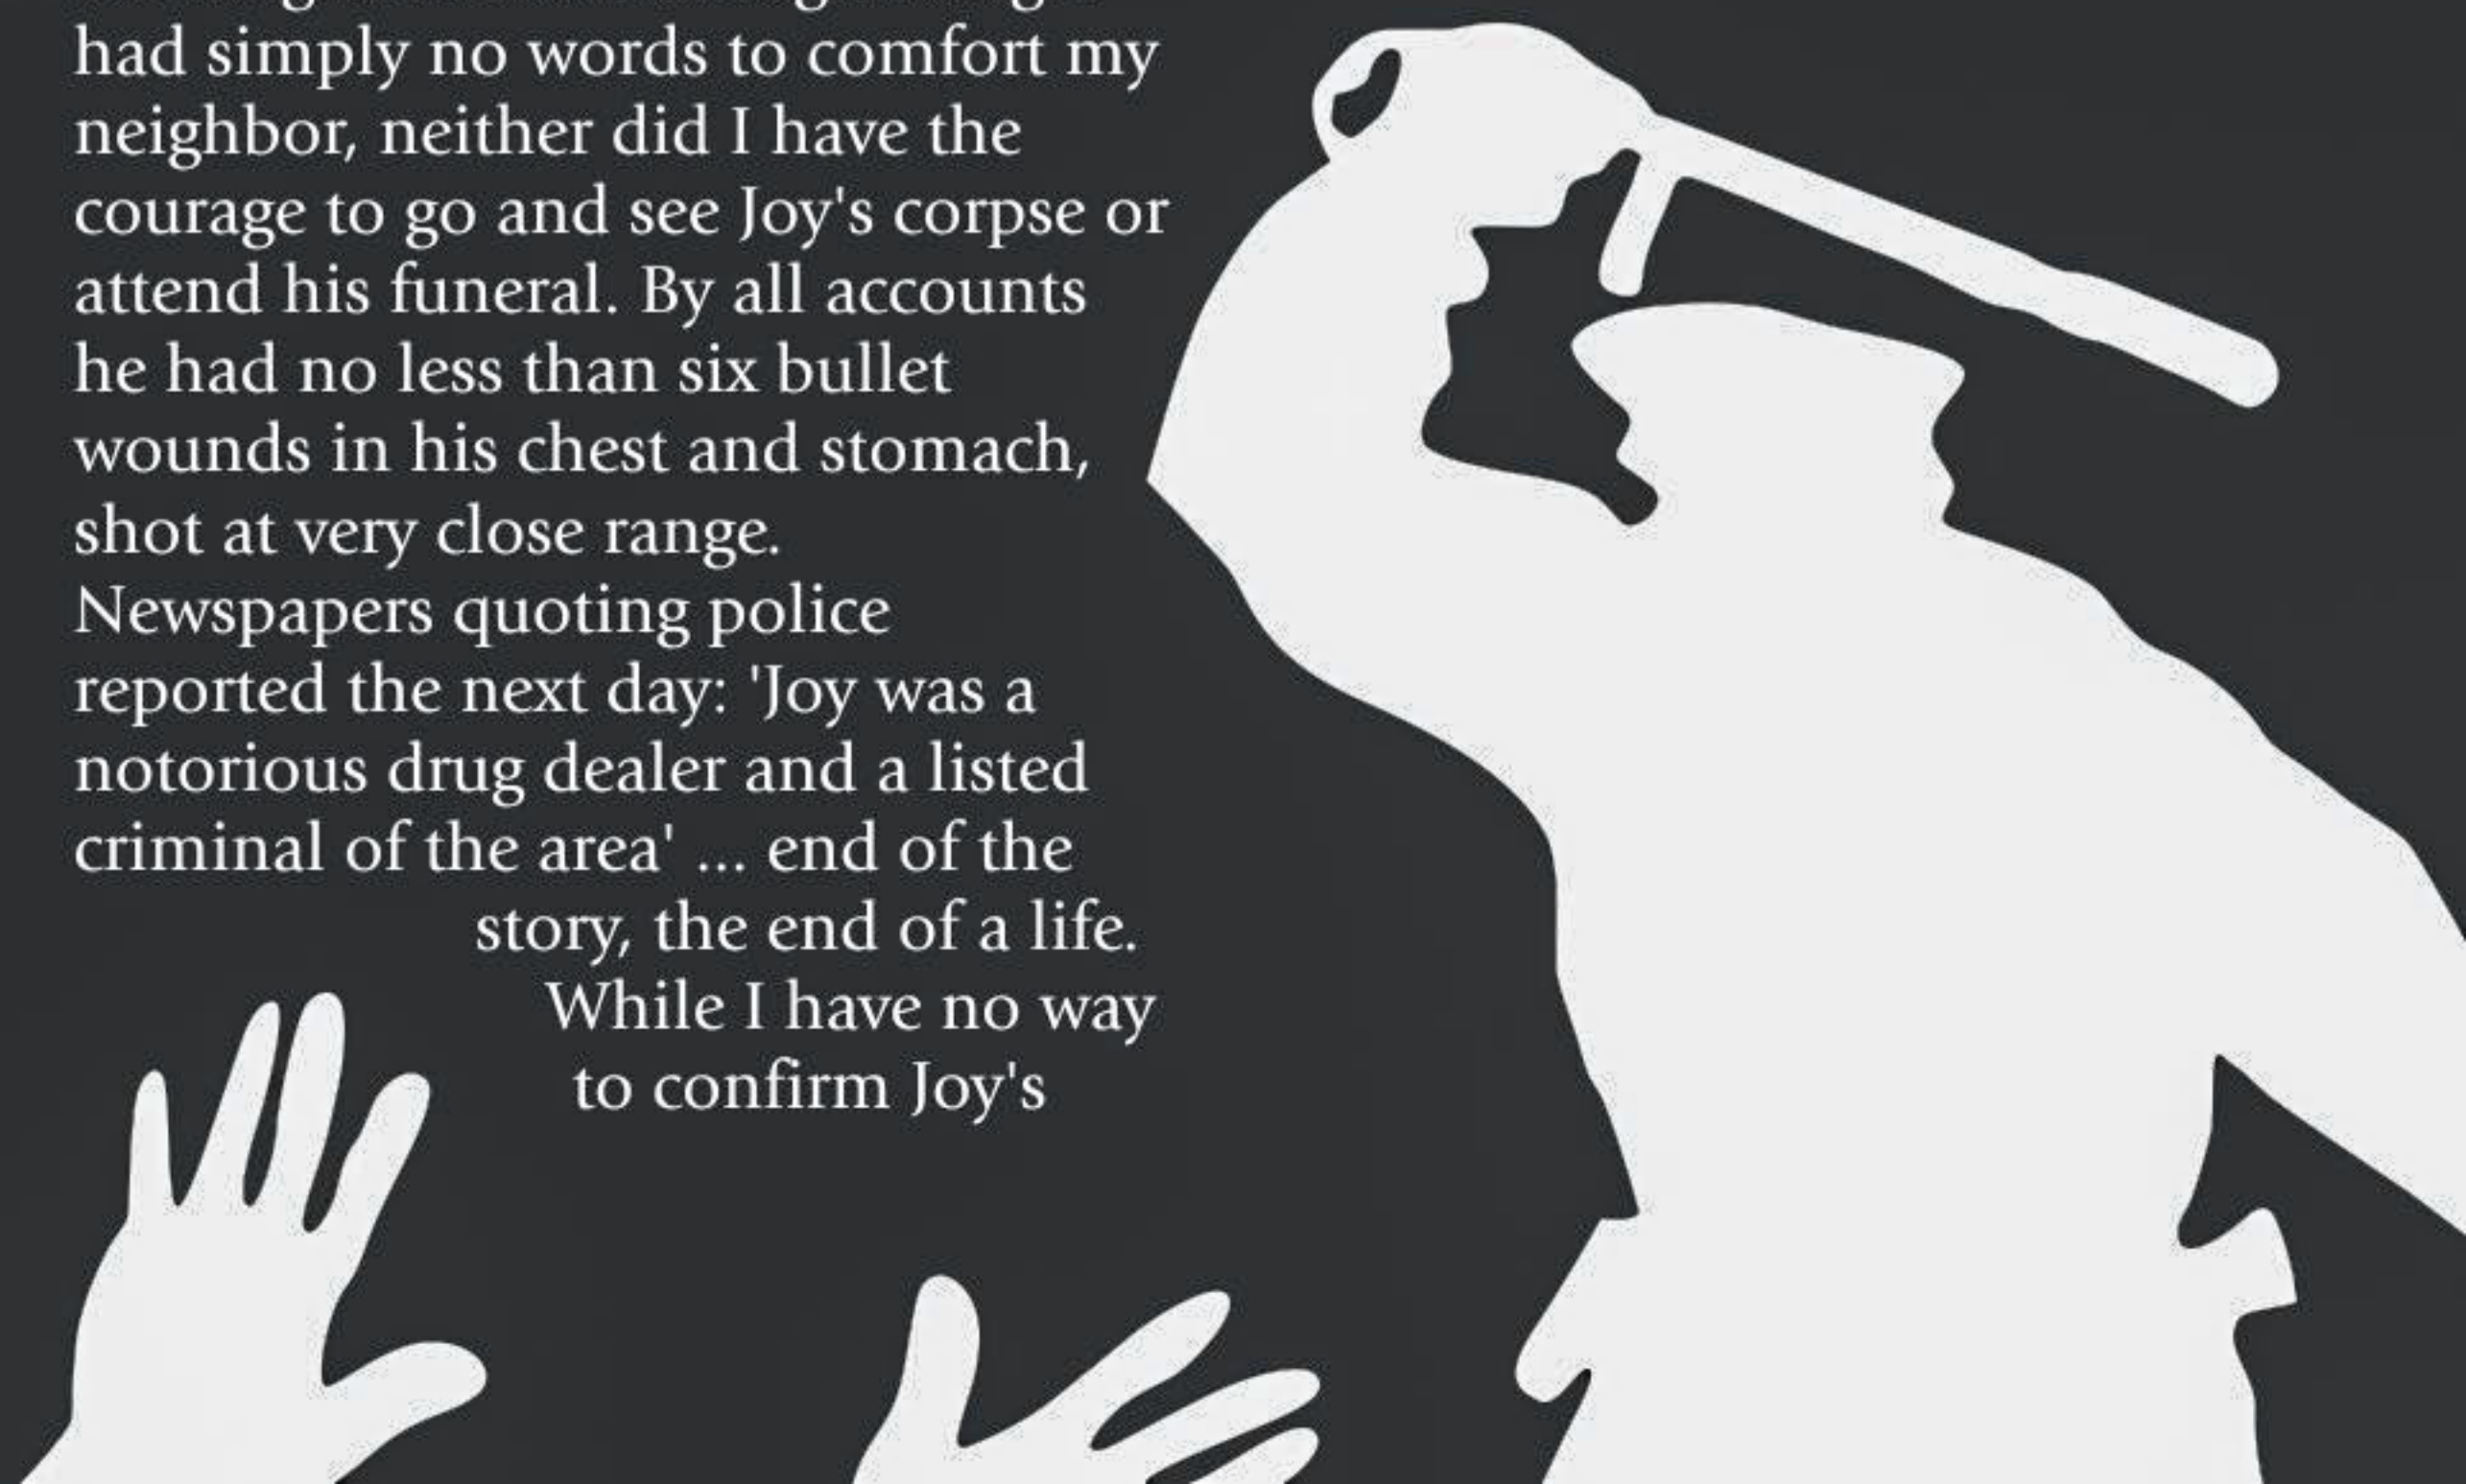 had simply no words to comfort my
neighbor, neither did I have the
courage to go and see Joy's corpse or
attend his funeral. By all accounts
he had no less than six bullet
wounds in his chest and stomach,
shot at very close range.
Newspapers quoting police
reported the next day: 'Joy was a
notorious drug dealer and a listed
criminal of the area' ... end of the
story, the end of a life.
While I have no way
to confirm Joy's